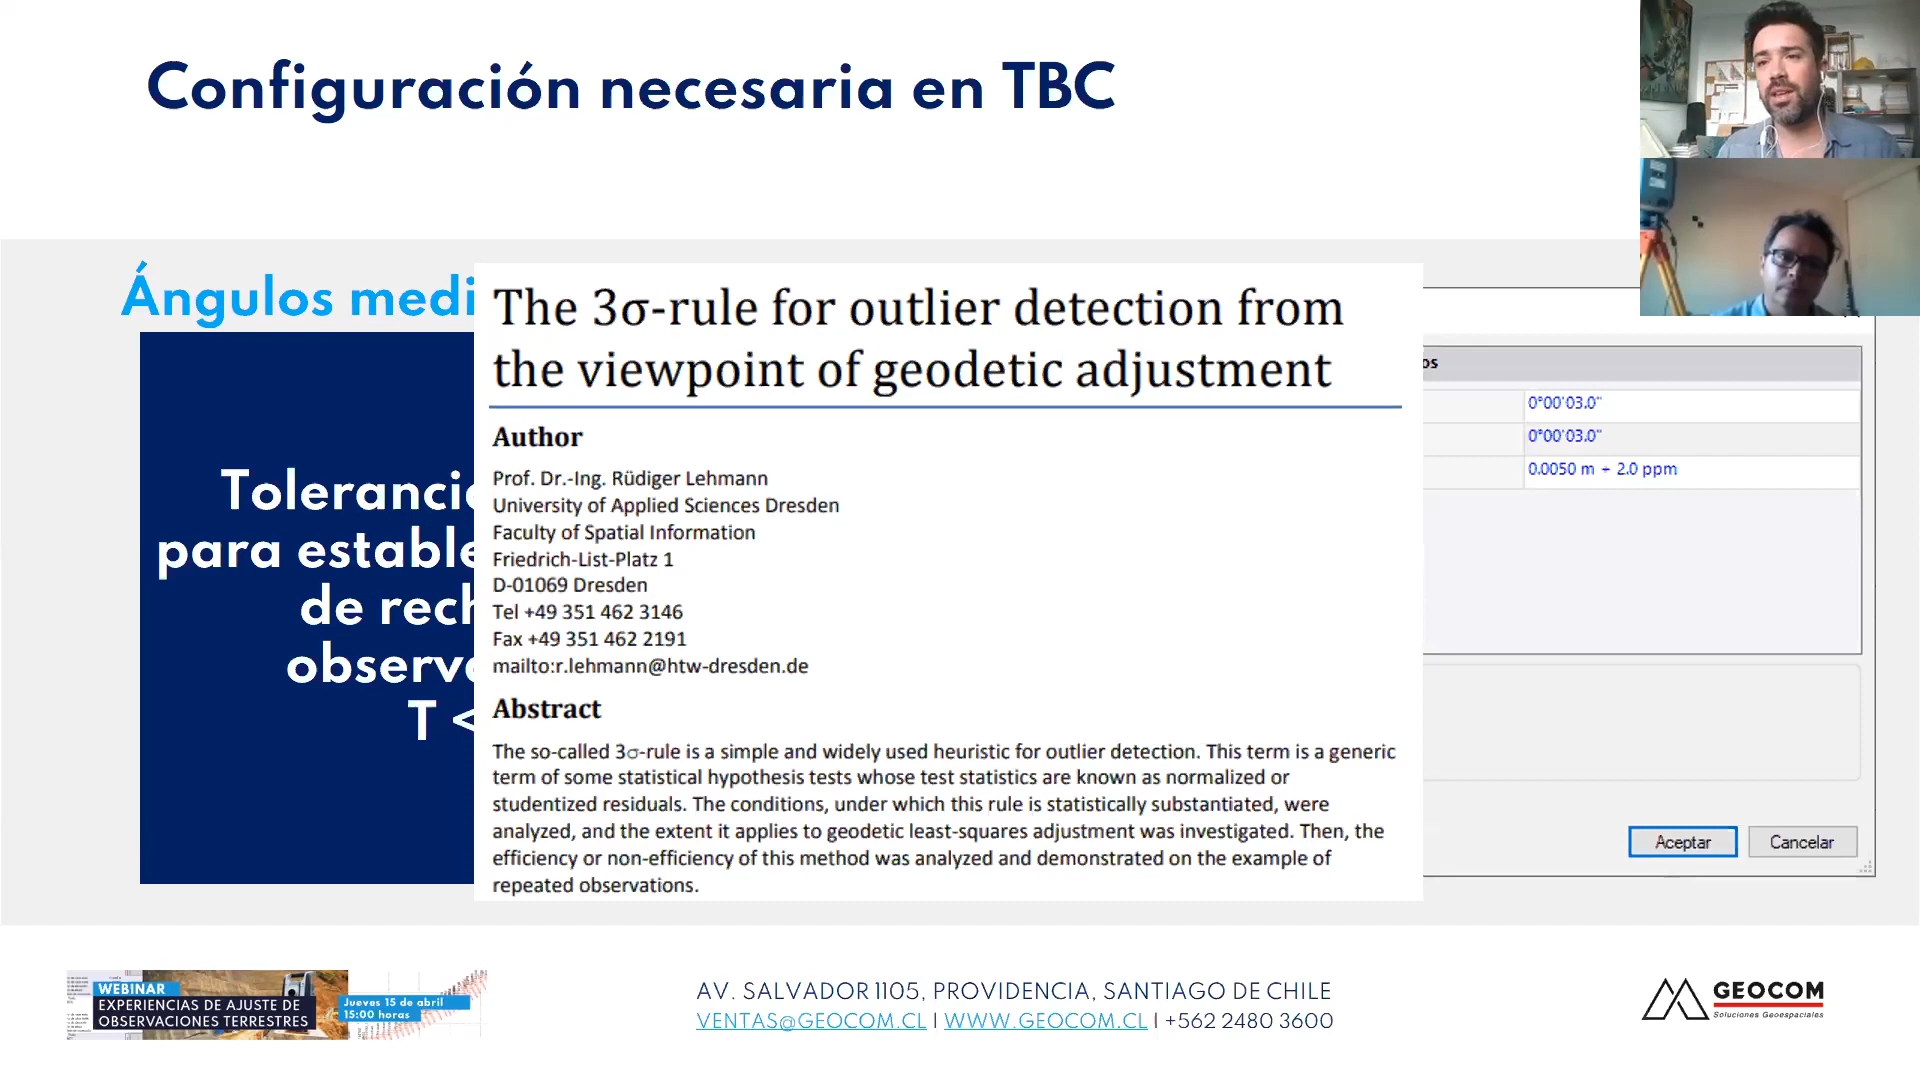 Configuración necesaria en TBC
Ángulos medi
Tolerancia
para estable
de rech
observa
T <
The 3σ-rule for outlier detection from
the viewpoint of geodetic adjustment
Author
Prof. Dr.-Ing. Rüdiger Lehmann
University of Applied Sciences Dresden
Faculty of Spatial Information
Friedrich-List-Platz 1
D-01069 Dresden
Tel +49 351 462 3146
Fax +49 351 462 2191
mailto:r.lehmann@htw-dresden.de
Abstract
The so-called 3σ-rule is a simple and widely used heuristic for outlier detection. This term is a generic
term of some statistical hypothesis tests whose test statistics are known as normalized or
studentized residuals. The conditions, under which this rule is statistically substantiated, were
analyzed, and the extent it applies to geodetic least-squares adjustment was investigated. Then, the
efficiency or non-efficiency of this method was analyzed and demonstrated on the example of
repeated observations.
os
0°00'03.0"
0°00'03.0"
0.0050 m + 2.0 ppm
Aceptar Cancelar
WEBINAR
EXPERIENCIAS DE AJUSTE DE
OBSERVACIONES TERRESTRES
Jueves 15 de abril
15:00 horas
AV. SALVADOR 1105, PROVIDENCIA, SANTIAGO DE CHILE
VENTAS@GEOCOM.CL | WWW.GEOCOM.CL | +562 2480 3600
GEOCOM
Soluciones Geoespaciales